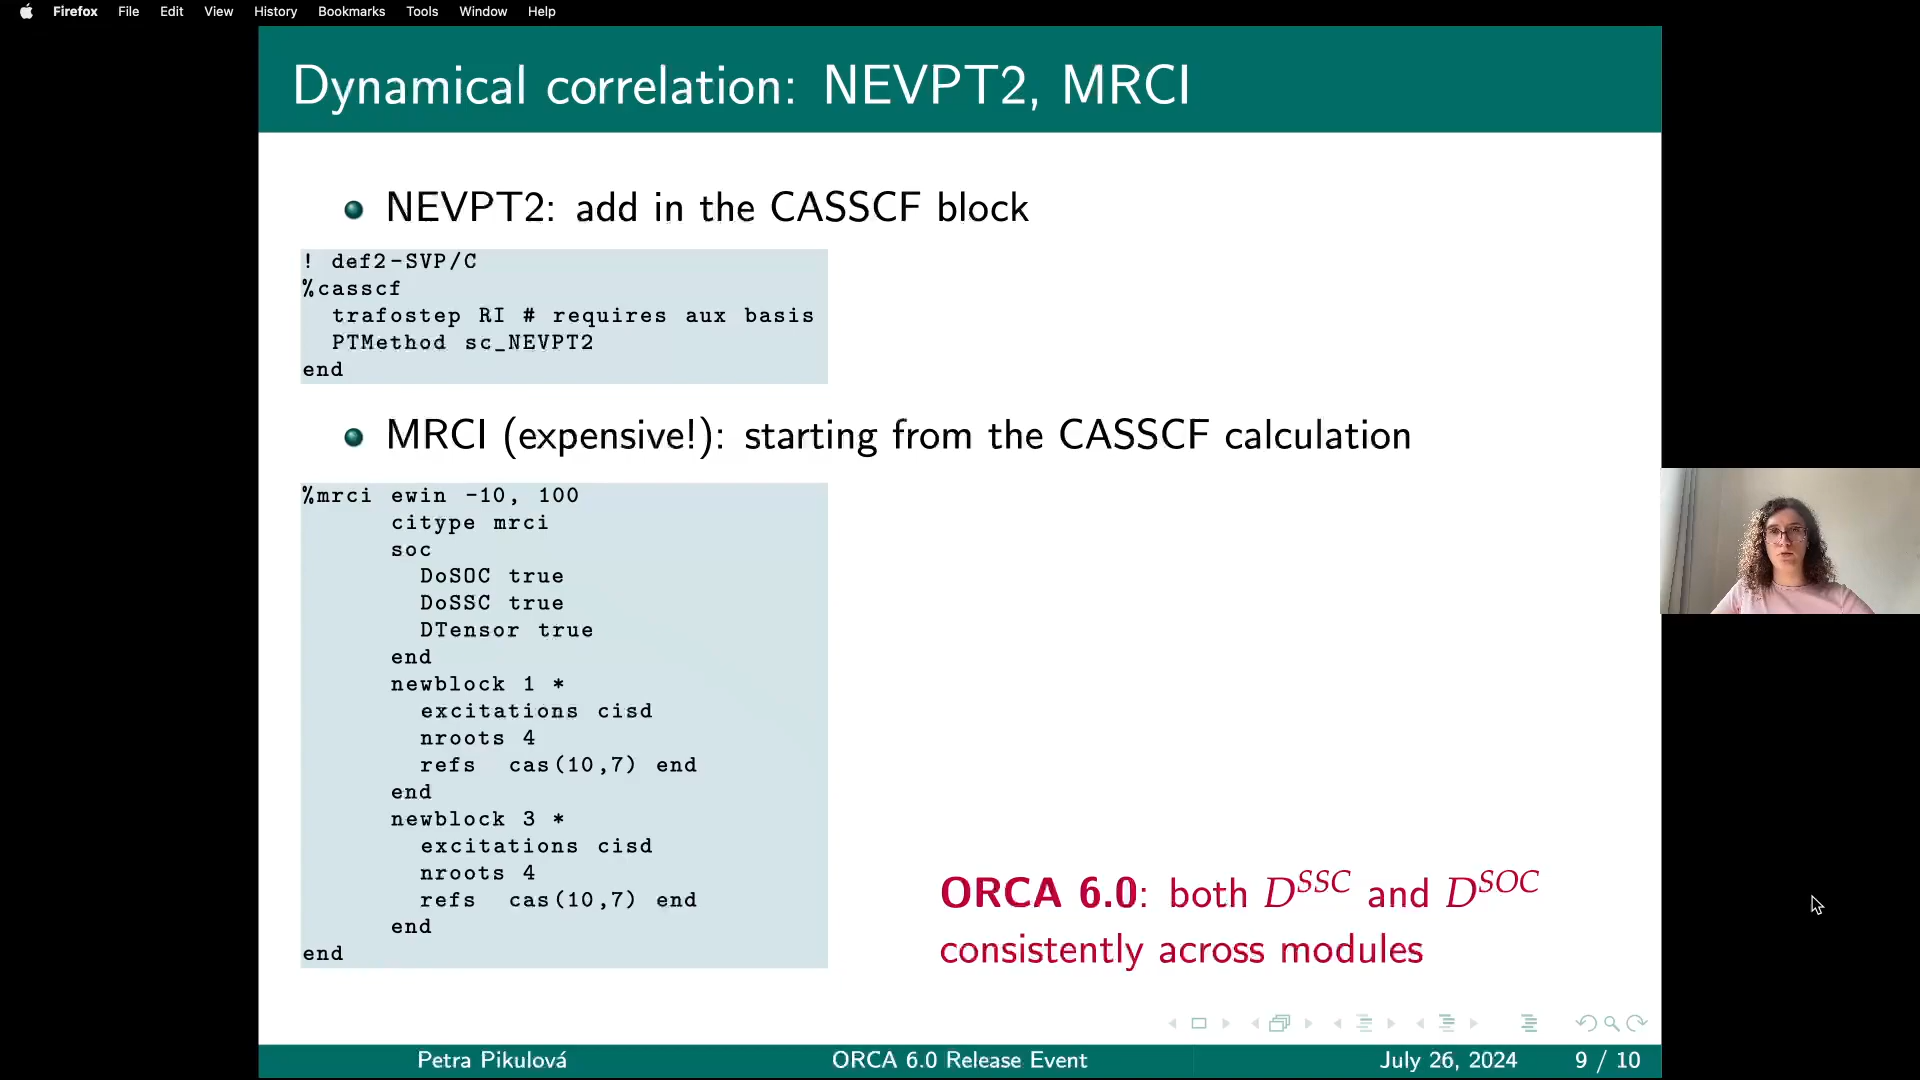 Firefox File Edit View History Bookmarks Tools Window Help
Dynamical correlation: NEVPT2, MRCI
NEVPT2: add in the CASSCF block
! def2-SVP/C
%casscf
trafostep RI # requires aux basis
PTMethod sc_NEVPT2
end
MRCI (expensive!): starting from the CASSCF calculation
%mrci ewin -10, 100
citype mrci
soc
DoSOC true
DoSSC true
DTensor true
end
newblock 1 *
excitations cisd
nroots 4
refs cas(10,7) end
end
newblock 3 *
excitations cisd
nroots 4
refs cas(10,7) end
end
end
ORCA 6.0: both D^SSC and D^SOC
consistently across modules
Petra Pikulová ORCA 6.0 Release Event July 26, 2024 9 / 10